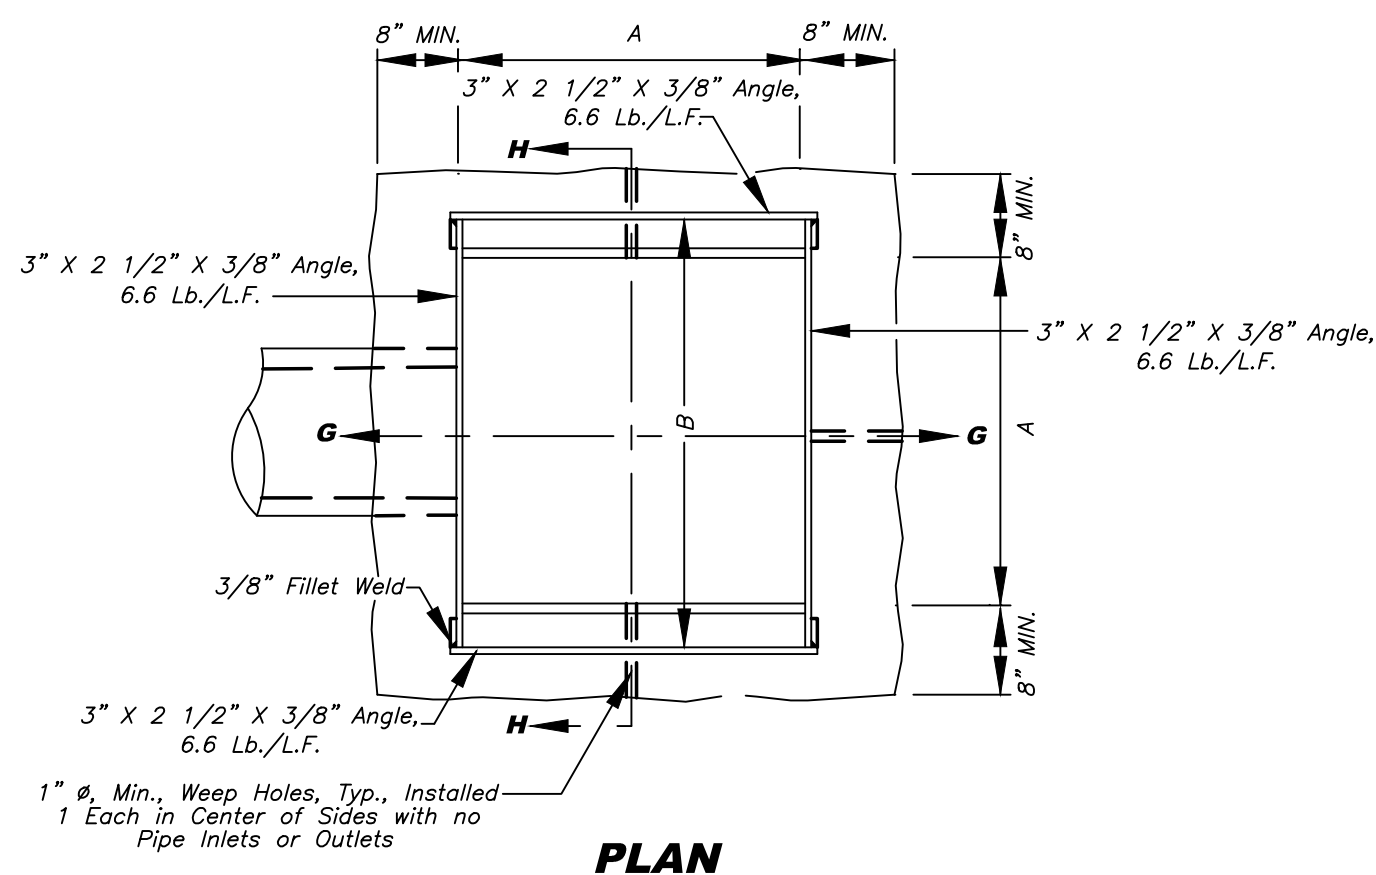 8” MIN.
A
8” MIN.
3” X 2 1/2” X 3/8” Angle,
6.6 Lb./L.F.
H
8” MIN.
3” X 2 1/2” X 3/8” Angle,
6.6 Lb./L.F.
3” X 2 1/2” X 3/8” Angle,
6.6 Lb./L.F.
G
B
G
A
3/8” Fillet Weld
8” MIN.
3” X 2 1/2” X 3/8” Angle,
6.6 Lb./L.F.
H
1” ø, Min., Weep Holes, Typ., Installed
1 Each in Center of Sides with no
Pipe Inlets or Outlets
PLAN